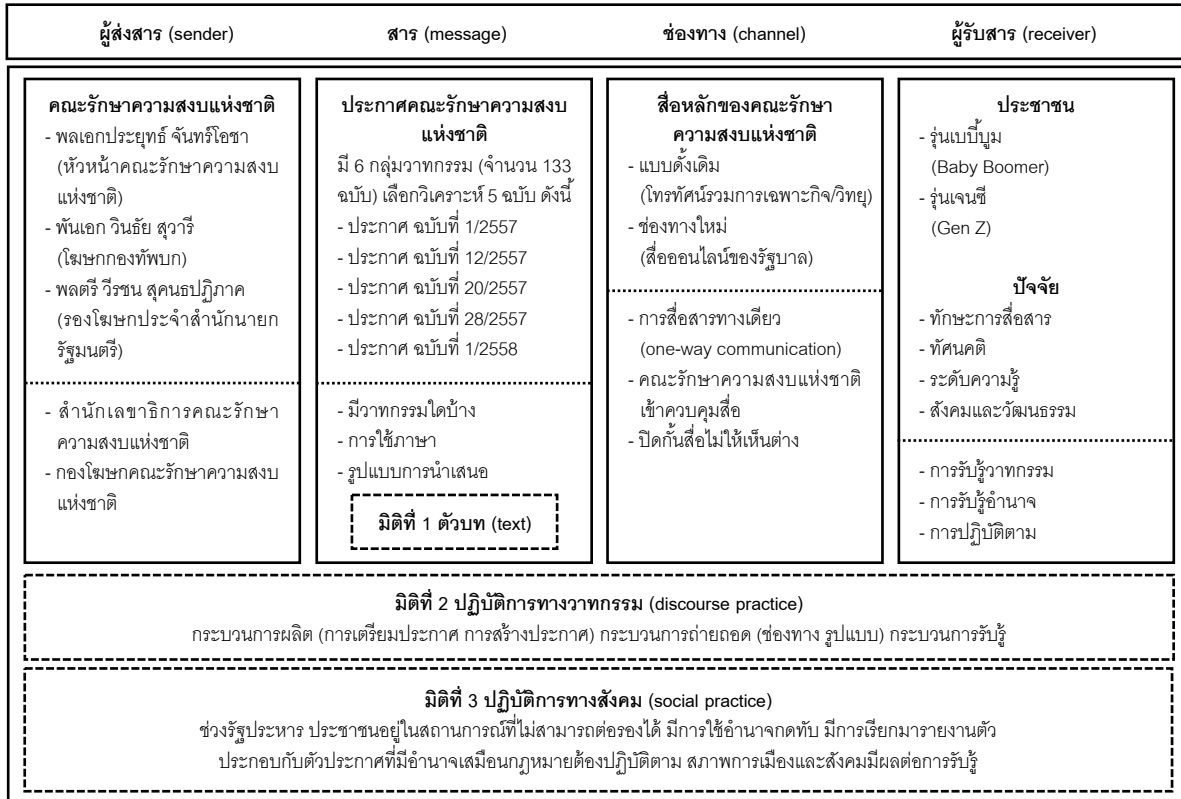 ผู้ส่งสาร (sender)
สาร (message)
ช่องทาง (channel)
ผู้รับสาร (receiver)
คณะรักษาความสงบแห่งชาติ
- พลเอกประยุทธ์ จันทร์โอชา
(หัวหน้าคณะรักษาความสงบ
แห่งชาติ)
- พันเอก วินธัย สุวารี
(โฆษกกองทัพบก)
- พลตรี วีรชน สุคนธปฏิภาค
(รองโฆษกประจำสำนักนายก
รัฐมนตรี)
- สำนักเลขาธิการคณะรักษา
ความสงบแห่งชาติ
- กองโฆษกคณะรักษาความสงบ
แห่งชาติ
ประกาศคณะรักษาความสงบ
แห่งชาติ
มี 6 กลุ่มวาทกรรม (จำนวน 133
ฉบับ) เลือกวิเคราะห์ 5 ฉบับ ดังนี้
- ประกาศ ฉบับที่ 1/2557
- ประกาศ ฉบับที่ 12/2557
- ประกาศ ฉบับที่ 20/2557
- ประกาศ ฉบับที่ 28/2557
- ประกาศ ฉบับที่ 1/2558
- มีวาทกรรมใดบ้าง
- การใช้ภาษา
- รูปแบบการนำเสนอ
มิติที่ 1 ตัวบท (text)
สื่อหลักของคณะรักษา
ความสงบแห่งชาติ
- แบบดั้งเดิม
(โทรทัศน์รวมการเฉพาะกิจ/วิทยุ)
- ช่องทางใหม่
(สื่อออนไลน์ของรัฐบาล)
- การสื่อสารทางเดียว
(one-way communication)
- คณะรักษาความสงบแห่งชาติ
เข้าควบคุมสื่อ
- ปิดกั้นสื่อไม่ให้เห็นต่าง
ประชาชน
- รุ่นเบบี้บูม
(Baby Boomer)
- รุ่นเจนซี
(Gen Z)
ปัจจัย
- ทักษะการสื่อสาร
- ทัศนคติ
- ระดับความรู้
- สังคมและวัฒนธรรม
- การรับรู้วาทกรรม
- การรับรู้อำนาจ
- การปฏิบัติตาม
มิติที่ 2 ปฏิบัติการทางวาทกรรม (discourse practice)
กระบวนการผลิต (การเตรียมประกาศ การสร้างประกาศ) กระบวนการถ่ายถอด (ช่องทาง รูปแบบ) กระบวนการรับรู้
มิติที่ 3 ปฏิบัติการทางสังคม (social practice)
ช่วงรัฐประหาร ประชาชนอยู่ในสถานการณ์ที่ไม่สามารถต่อรองได้ มีการใช้อำนาจกดทับ มีการเรียกมารายงานตัว
ประกอบกับตัวประกาศที่มีอำนาจเสมือนกฎหมายต้องปฏิบัติตาม สภาพการเมืองและสังคมมีผลต่อการรับรู้